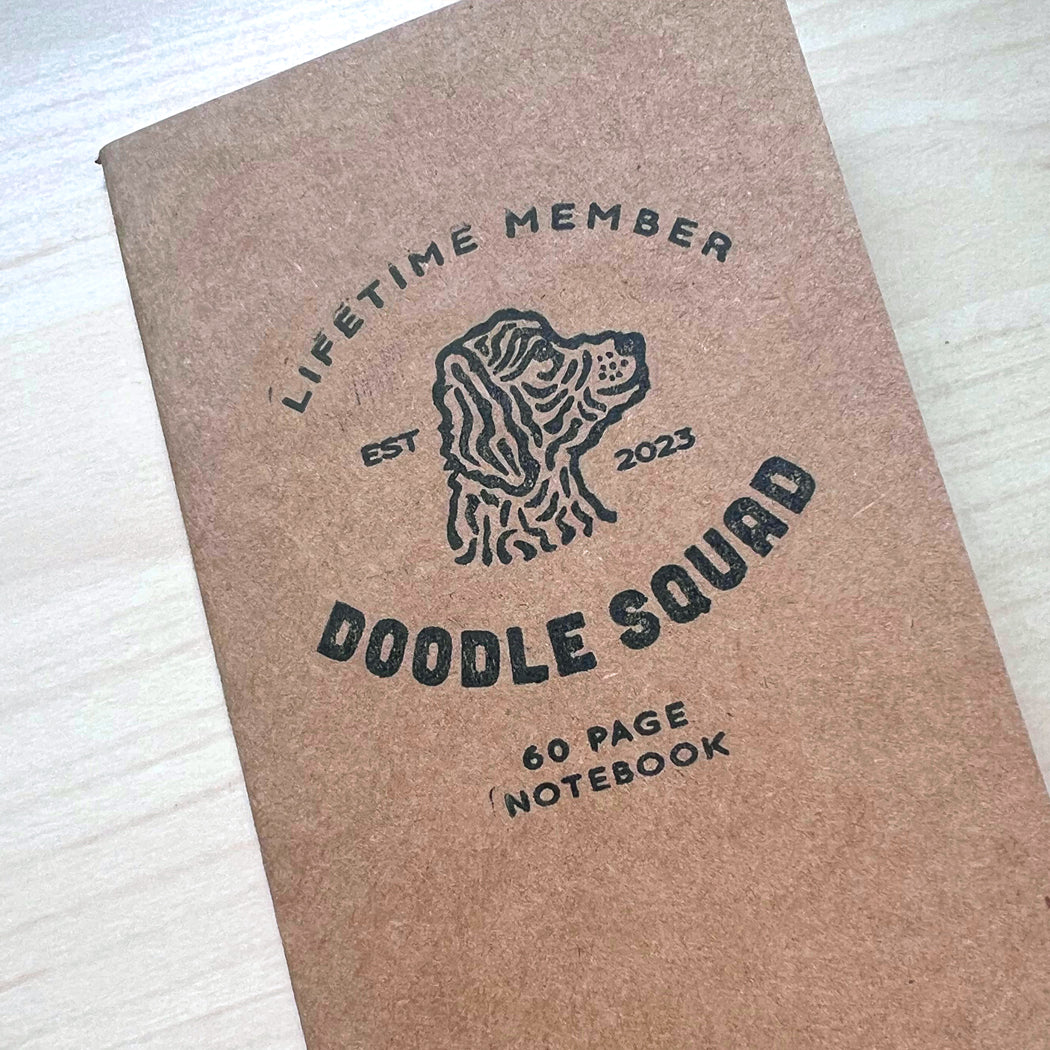 LIFETIME MEMBER
EST 2023
DOODLE SQUAD
60 PAGE
NOTEBOOK